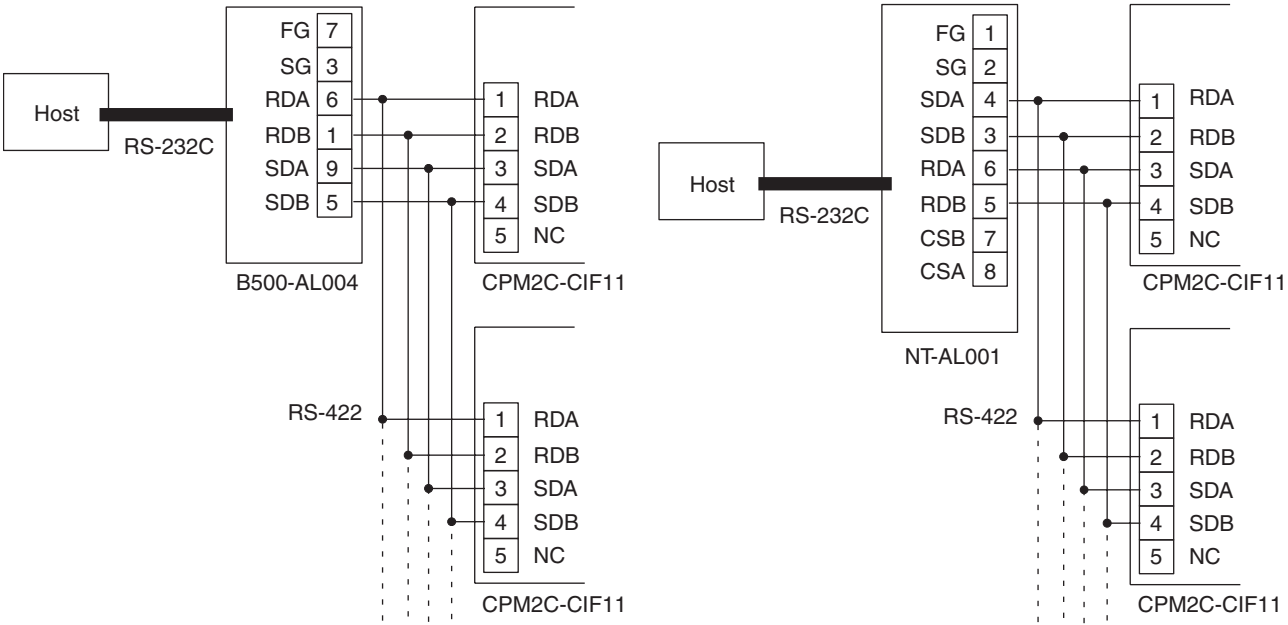 FG 7
SG 3
RDA 6
RDB 1
SDA 9
SDB 5
Host
RS-232C
B500-AL004
1 RDA
2 RDB
3 SDA
4 SDB
5 NC
CPM2C-CIF11
RS-422
1 RDA
2 RDB
3 SDA
4 SDB
5 NC
CPM2C-CIF11
FG 1
SG 2
SDA 4
SDB 3
RDA 6
RDB 5
CSB 7
CSA 8
Host
RS-232C
NT-AL001
1 RDA
2 RDB
3 SDA
4 SDB
5 NC
CPM2C-CIF11
RS-422
1 RDA
2 RDB
3 SDA
4 SDB
5 NC
CPM2C-CIF11